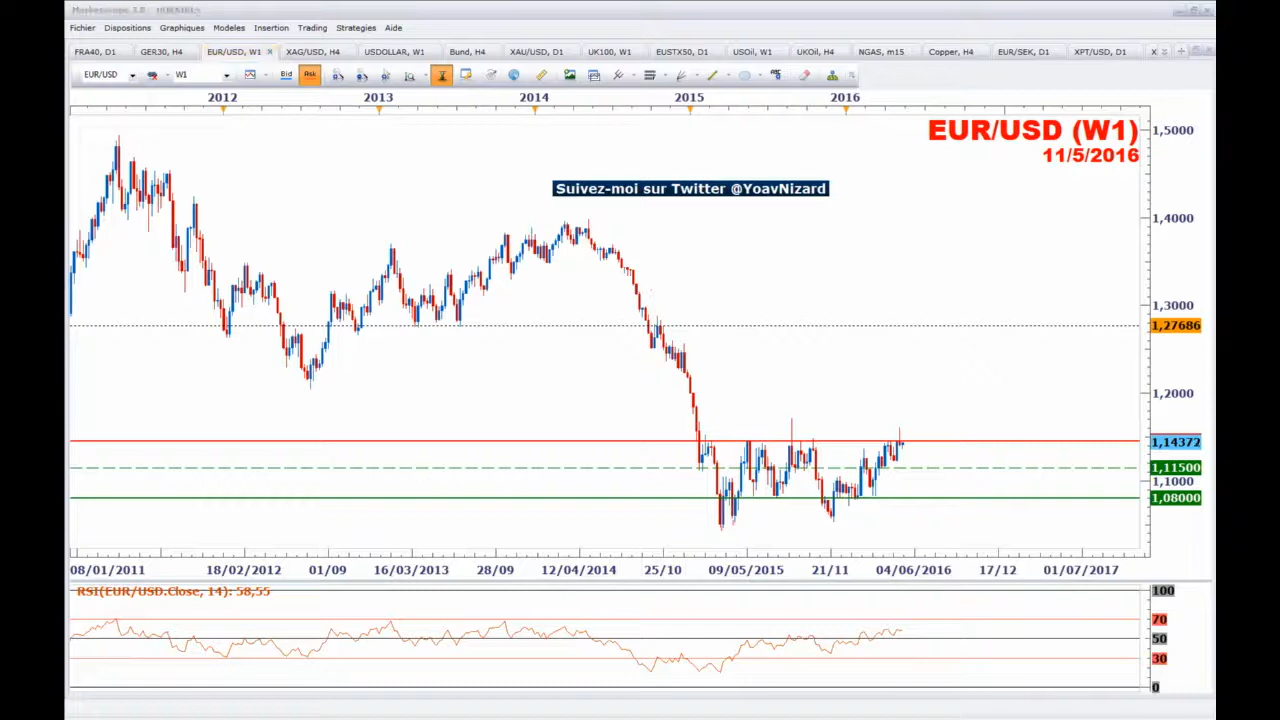 Marketscope 2.0
Fichier Dispositions Graphiques Modeles Insertion Trading Strategies Aide
FRA40, D1 GER30, H4 EUR/USD, W1 XAG/USD, H4 USDOLLAR, W1 Bund, H4 XAU/USD, D1 UK100, W1 EUSTX50, D1 USOil, W1 UKOil, H4 NGAS, m15 Copper, H4 EUR/SEK, D1 XPT/USD, D1 X
EUR/USD W1 Bid Ask
2012 2013 2014 2015 2016
EUR/USD (W1)
11/5/2016
Suivez-moi sur Twitter @YoavNizard
1,5000
1,4000
1,3000
1,27686
1,2000
1,14372
1,11500
1,1000
1,08000
08/01/2011 18/02/2012 01/09 16/03/2013 28/09 12/04/2014 25/10 09/05/2015 21/11 04/06/2016 17/12 01/07/2017
RSI(EUR/USD.Close, 14): 58,55
100
70
50
30
0